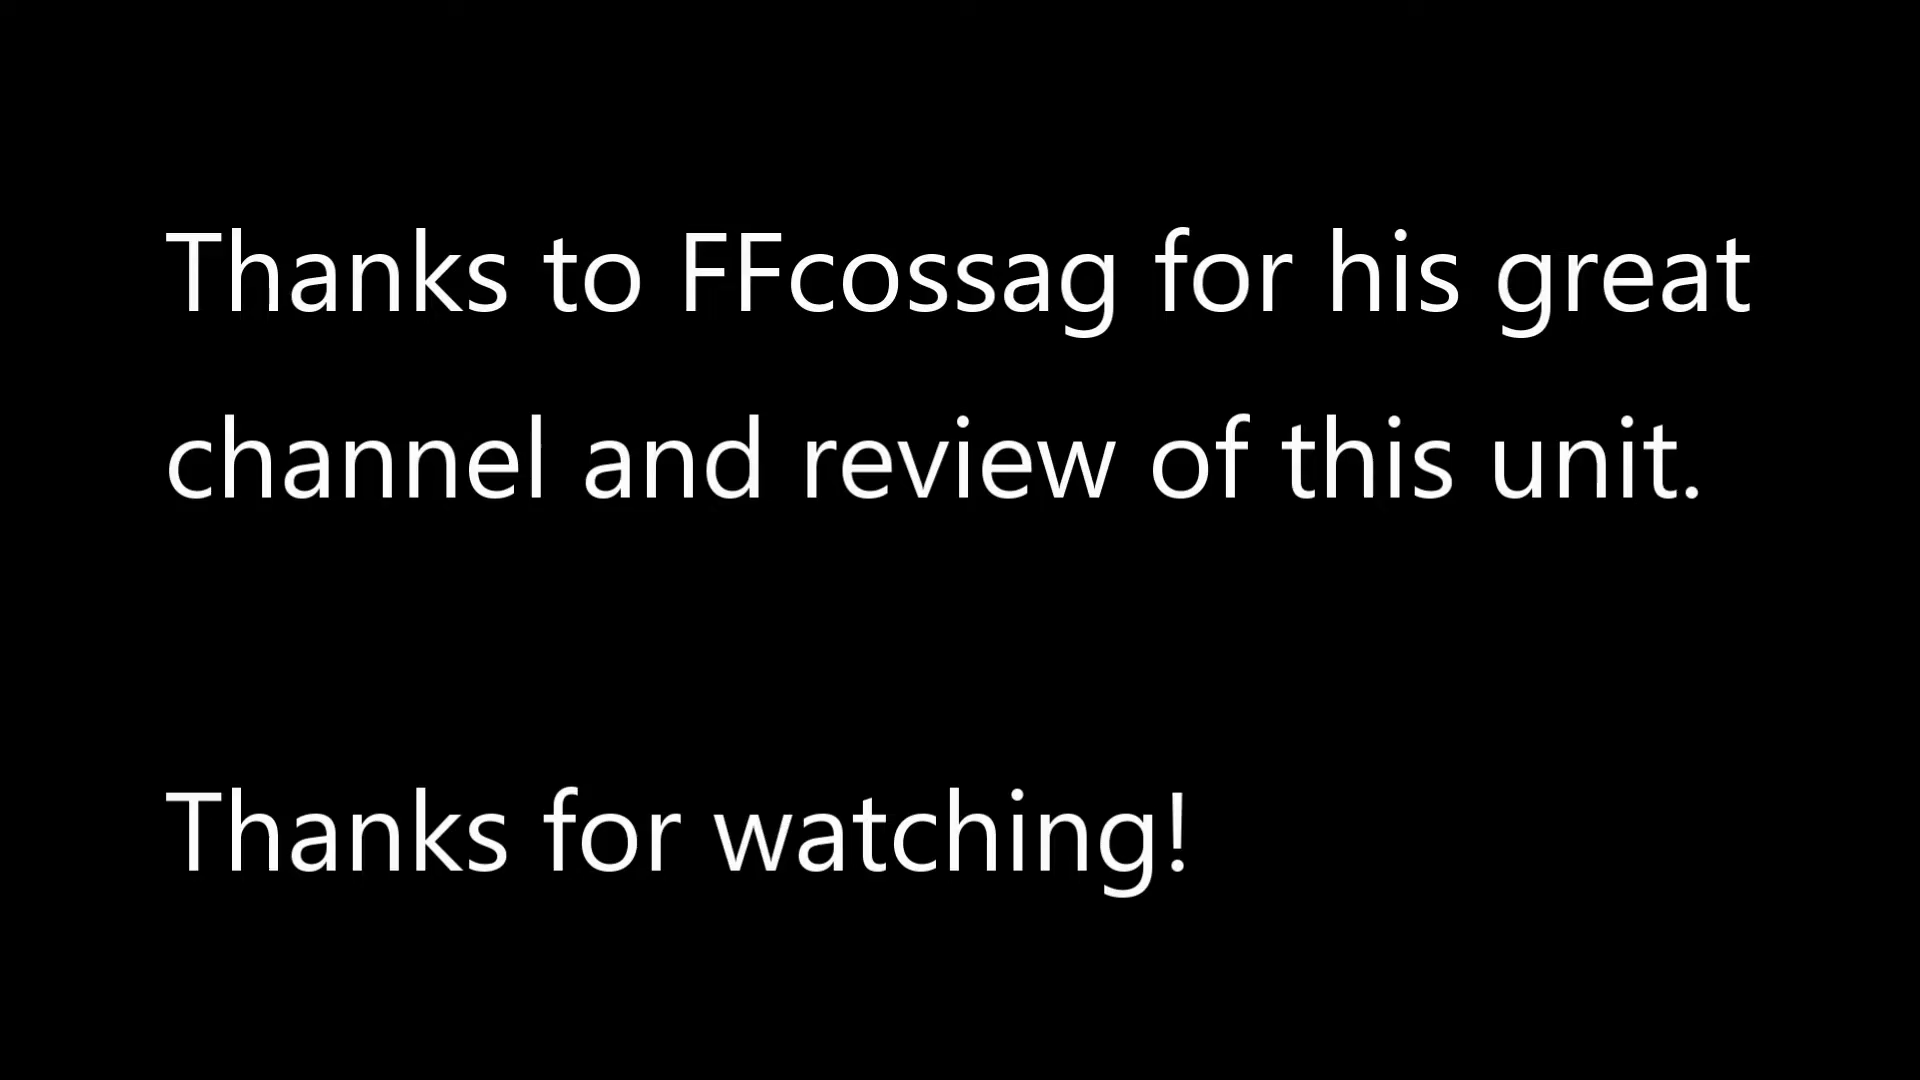 Thanks to FFcossag for his great
channel and review of this unit.
Thanks for watching!